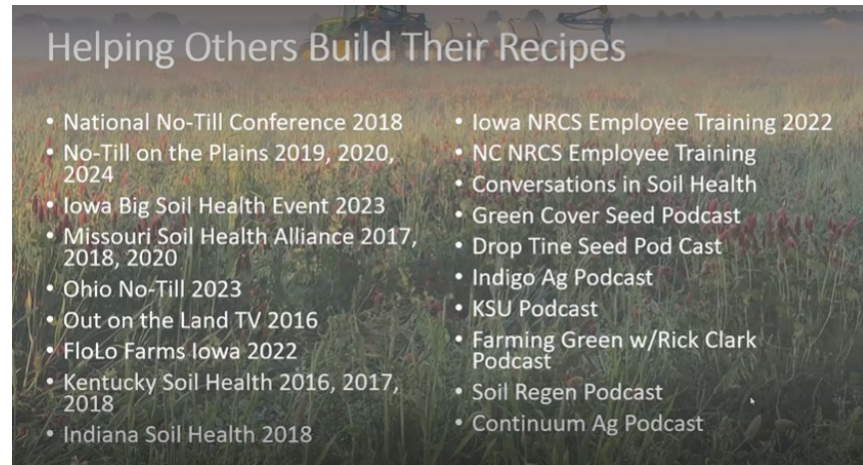 Helping Others Build Their Recipes
• National No-Till Conference 2018
• No-Till on the Plains 2019, 2020,
2024
• Iowa Big Soil Health Event 2023
• Missouri Soil Health Alliance 2017,
2018, 2020
• Ohio No-Till 2023
• Out on the Land TV 2016
• FloLo Farms Iowa 2022
• Kentucky Soil Health 2016, 2017,
2018
• Indiana Soil Health 2018
• Iowa NRCS Employee Training 2022
• NC NRCS Employee Training
• Conversations in Soil Health
• Green Cover Seed Podcast
• Drop Tine Seed Pod Cast
• Indigo Ag Podcast
• KSU Podcast
• Farming Green w/Rick Clark
Podcast
• Soil Regen Podcast
• Continuum Ag Podcast